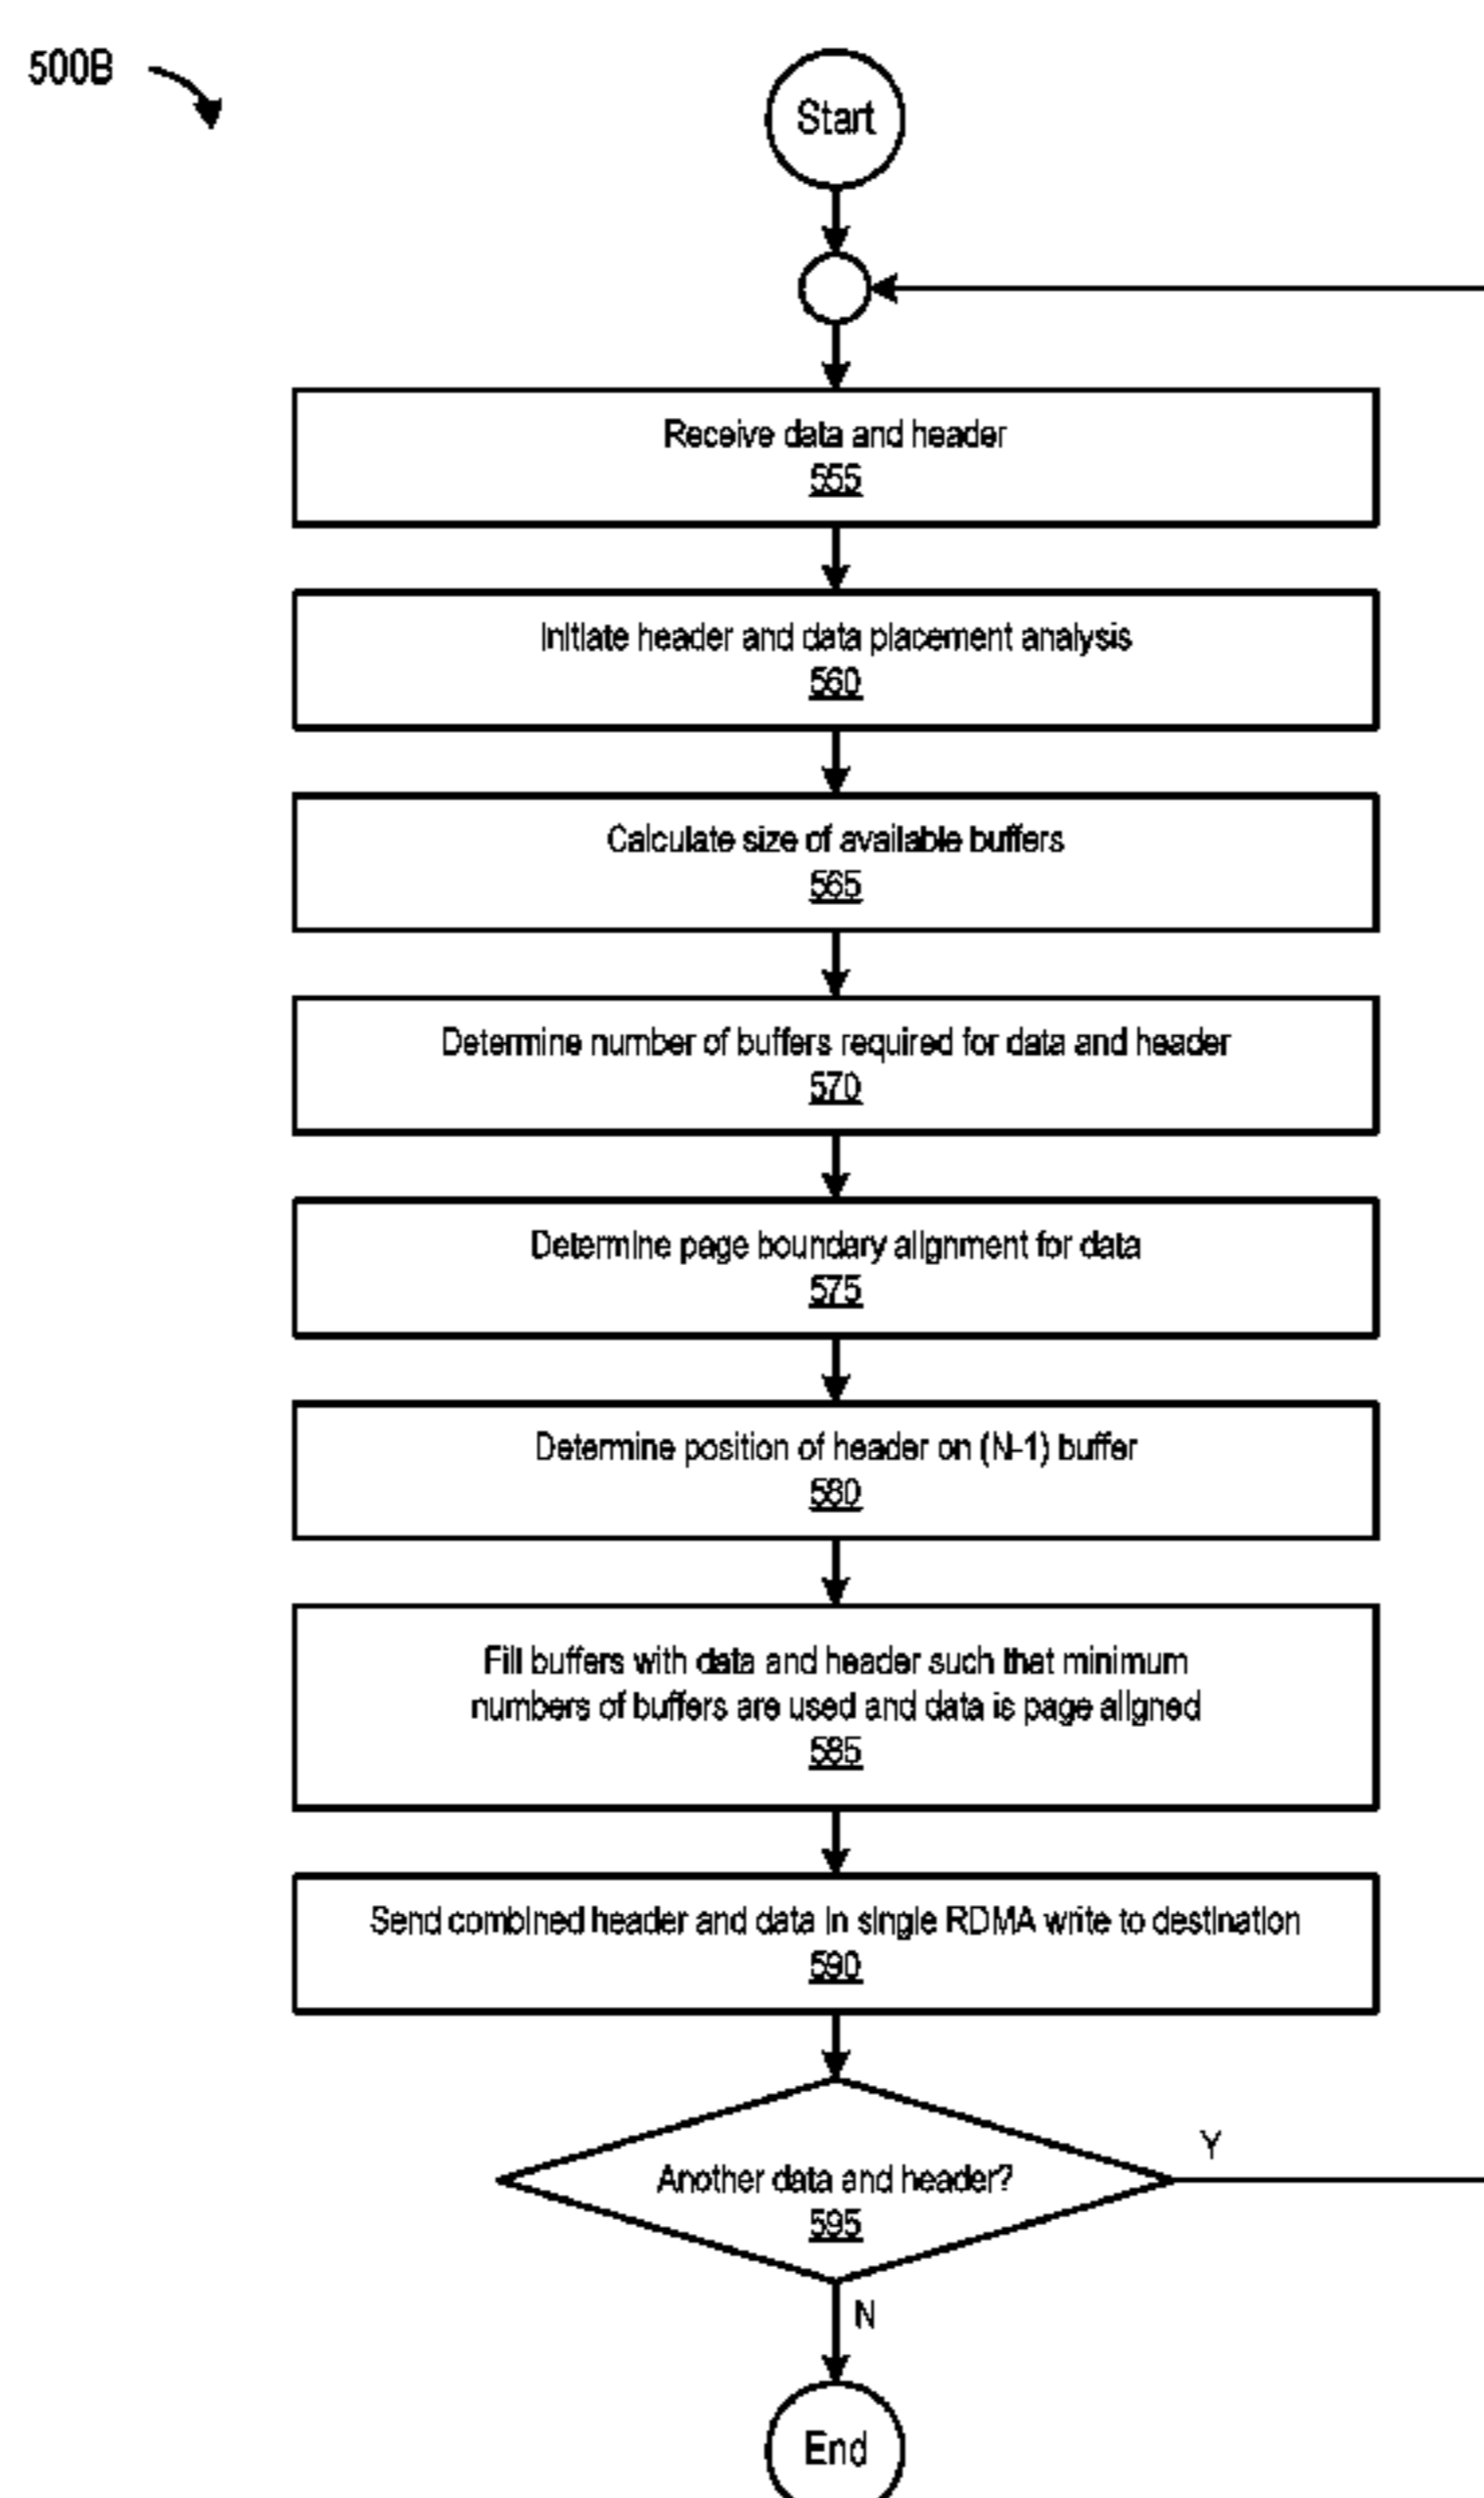 500B
Start
Receive data and header
555
Initiate header and data placement analysis
560
Calculate size of available buffers
565
Determine number of buffers required for data and header
570
Determine page boundary alignment for data
575
Determine position of header on (N-1) buffer
580
Fill buffers with data and header such that minimum
numbers of buffers are used and data is page aligned
585
Send combined header and data in single RDMA write to destination
590
Y
Another data and header?
595
N
End